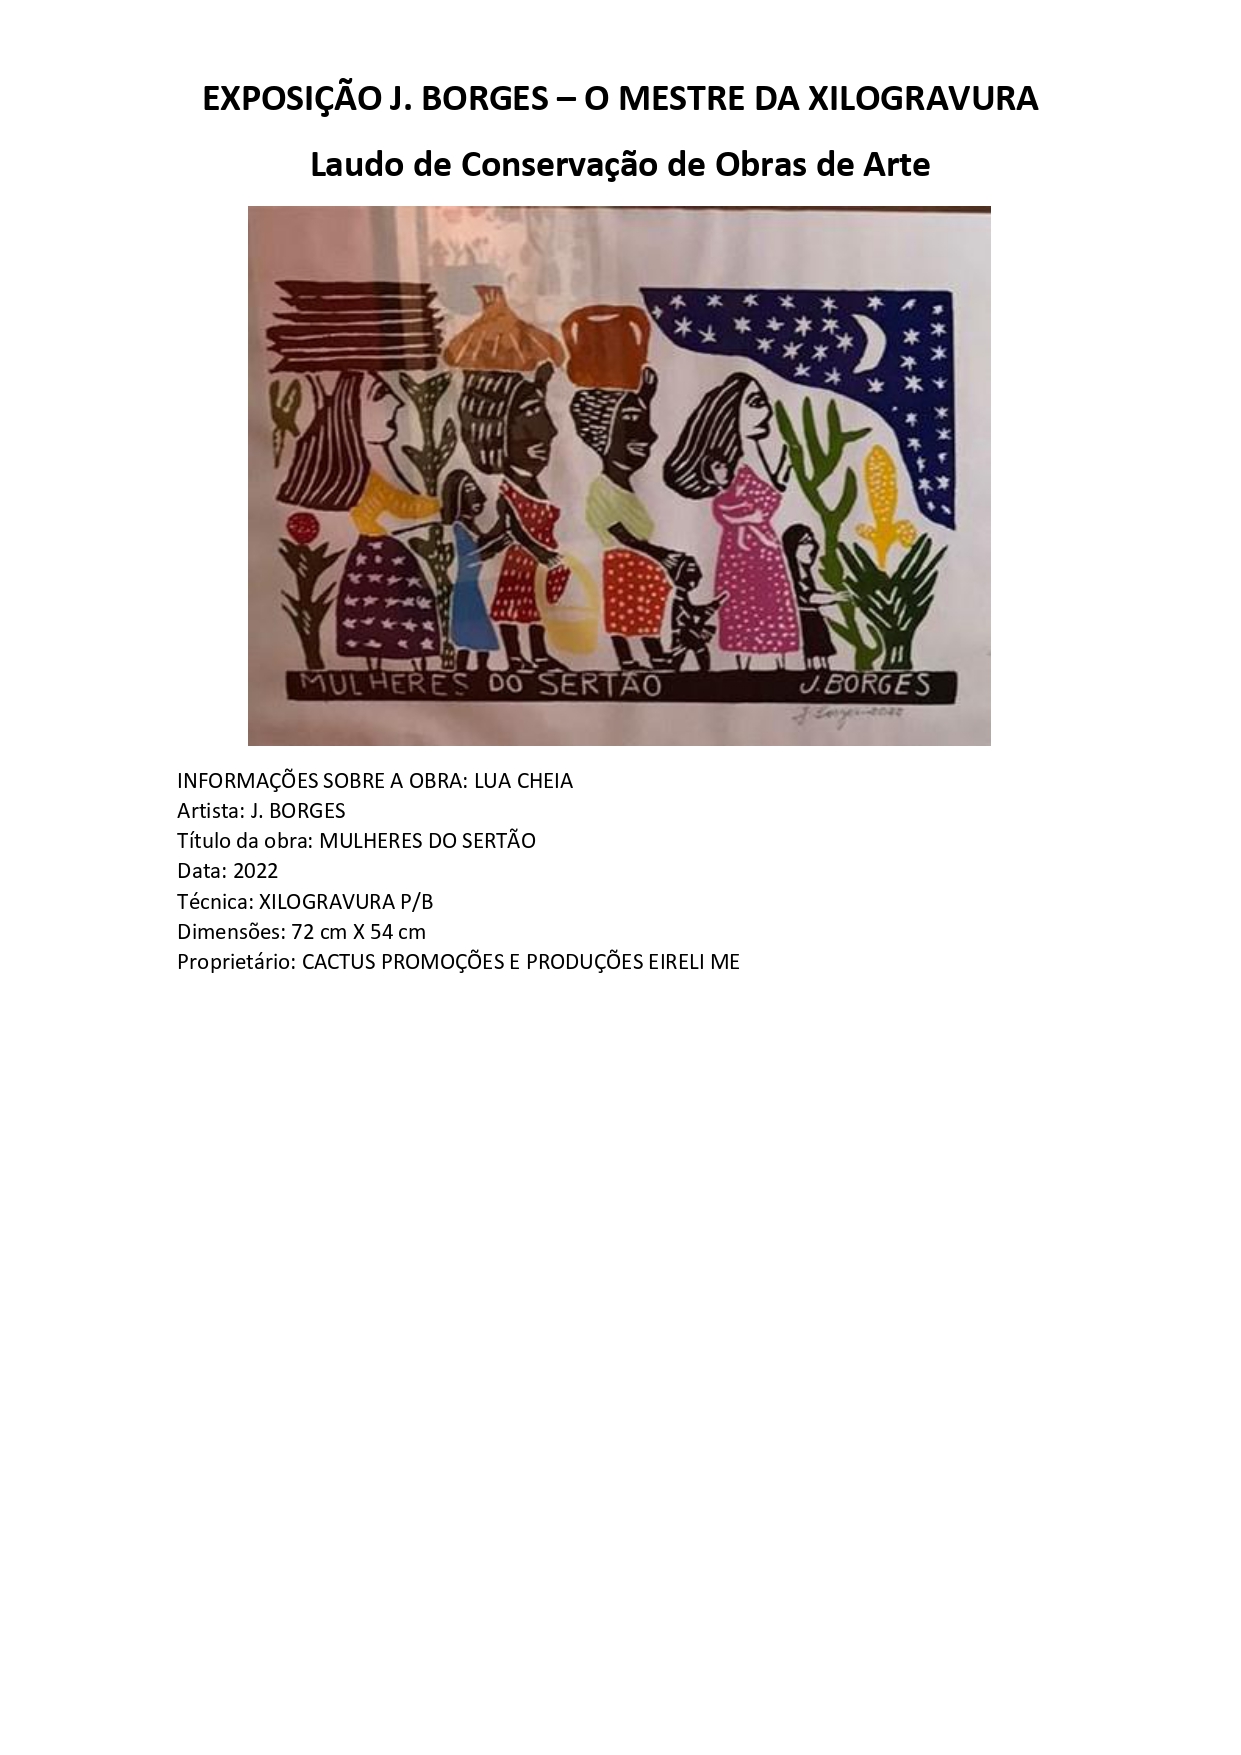 EXPOSIÇÃO J. BORGES – O MESTRE DA XILOGRAVURA
Laudo de Conservação de Obras de Arte
MULHERES DO SERTÃO J.BORGES
J. Borges 2022
INFORMAÇÕES SOBRE A OBRA: LUA CHEIA
Artista: J. BORGES
Título da obra: MULHERES DO SERTÃO
Data: 2022
Técnica: XILOGRAVURA P/B
Dimensões: 72 cm X 54 cm
Proprietário: CACTUS PROMOÇÕES E PRODUÇÕES EIRELI ME